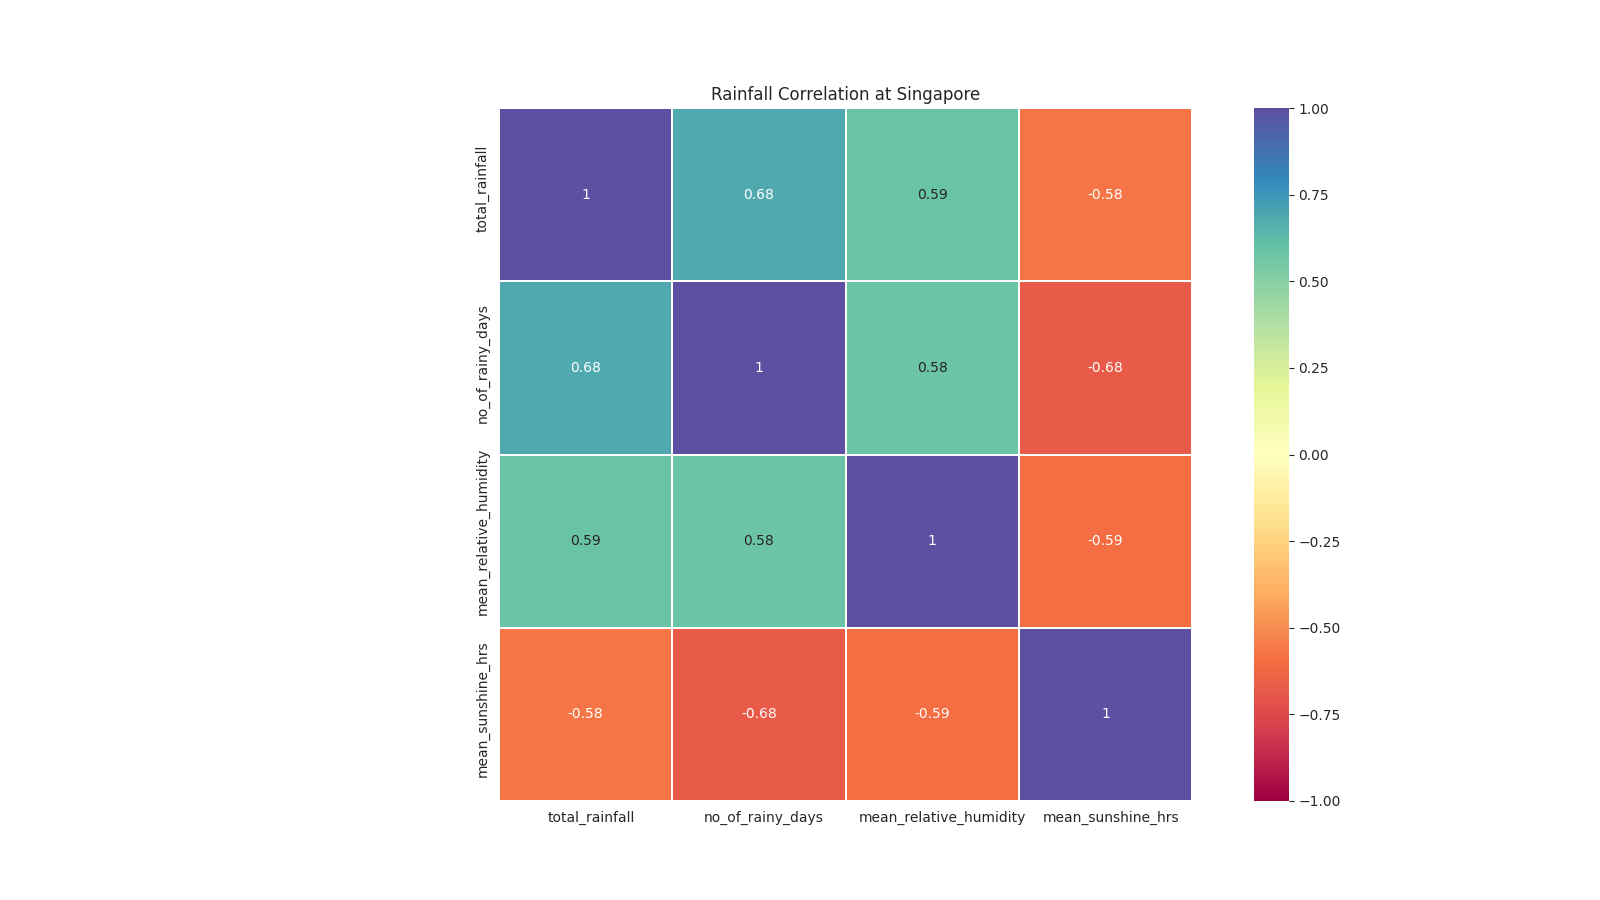 Rainfall Correlation at Singapore
total_rainfall
1
0.68
0.59
-0.58
no_of_rainy_days
0.68
1
0.58
-0.68
mean_relative_humidity
0.59
0.58
1
-0.59
mean_sunshine_hrs
-0.58
-0.68
-0.59
1
total_rainfall
no_of_rainy_days
mean_relative_humidity
mean_sunshine_hrs
1.00
0.75
0.50
0.25
0.00
−0.25
−0.50
−0.75
−1.00